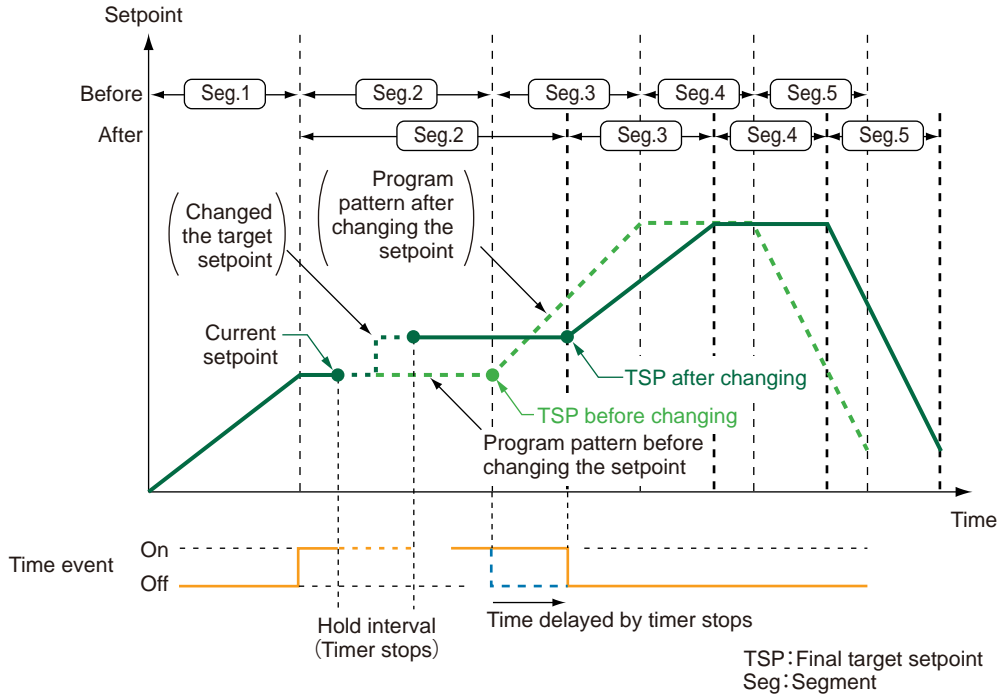 Setpoint
Before
Seg.1
Seg.2
Seg.3
Seg.4
Seg.5
After
Seg.2
Seg.3
Seg.4
Seg.5
(Changed
the target
setpoint)
(Program
pattern after
changing the
setpoint)
Current
setpoint
TSP after changing
TSP before changing
Program pattern before
changing the setpoint
Time
Time event
On
Off
Hold interval
(Timer stops)
Time delayed by timer stops
TSP:Final target setpoint
Seg:Segment